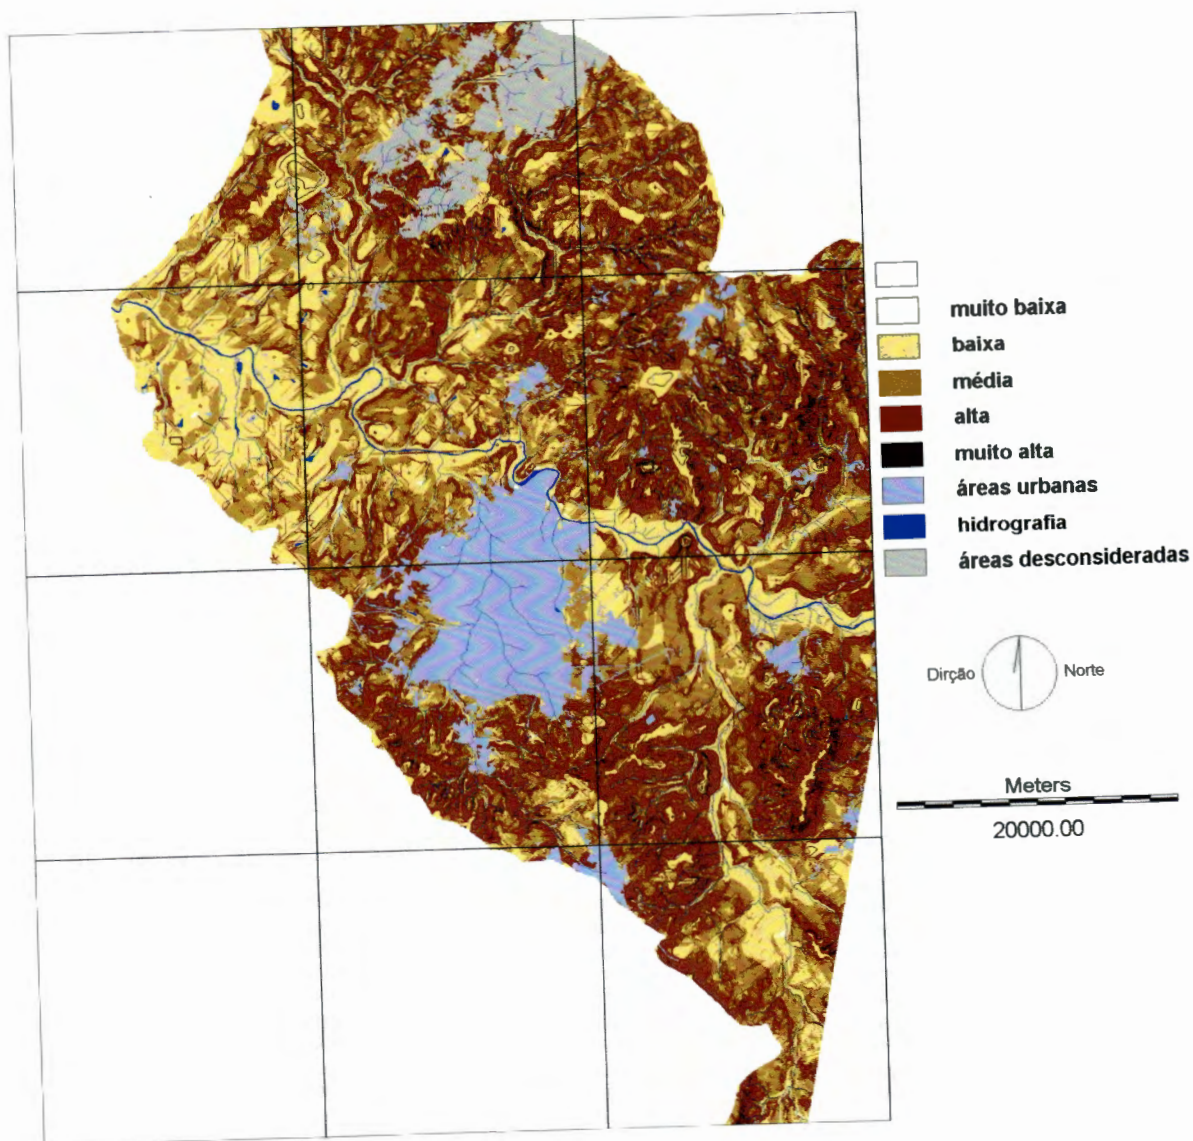 muito baixa
baixa
média
alta
muito alta
áreas urbanas
hidrografia
áreas desconsideradas
Dirção Norte
Meters
20000.00